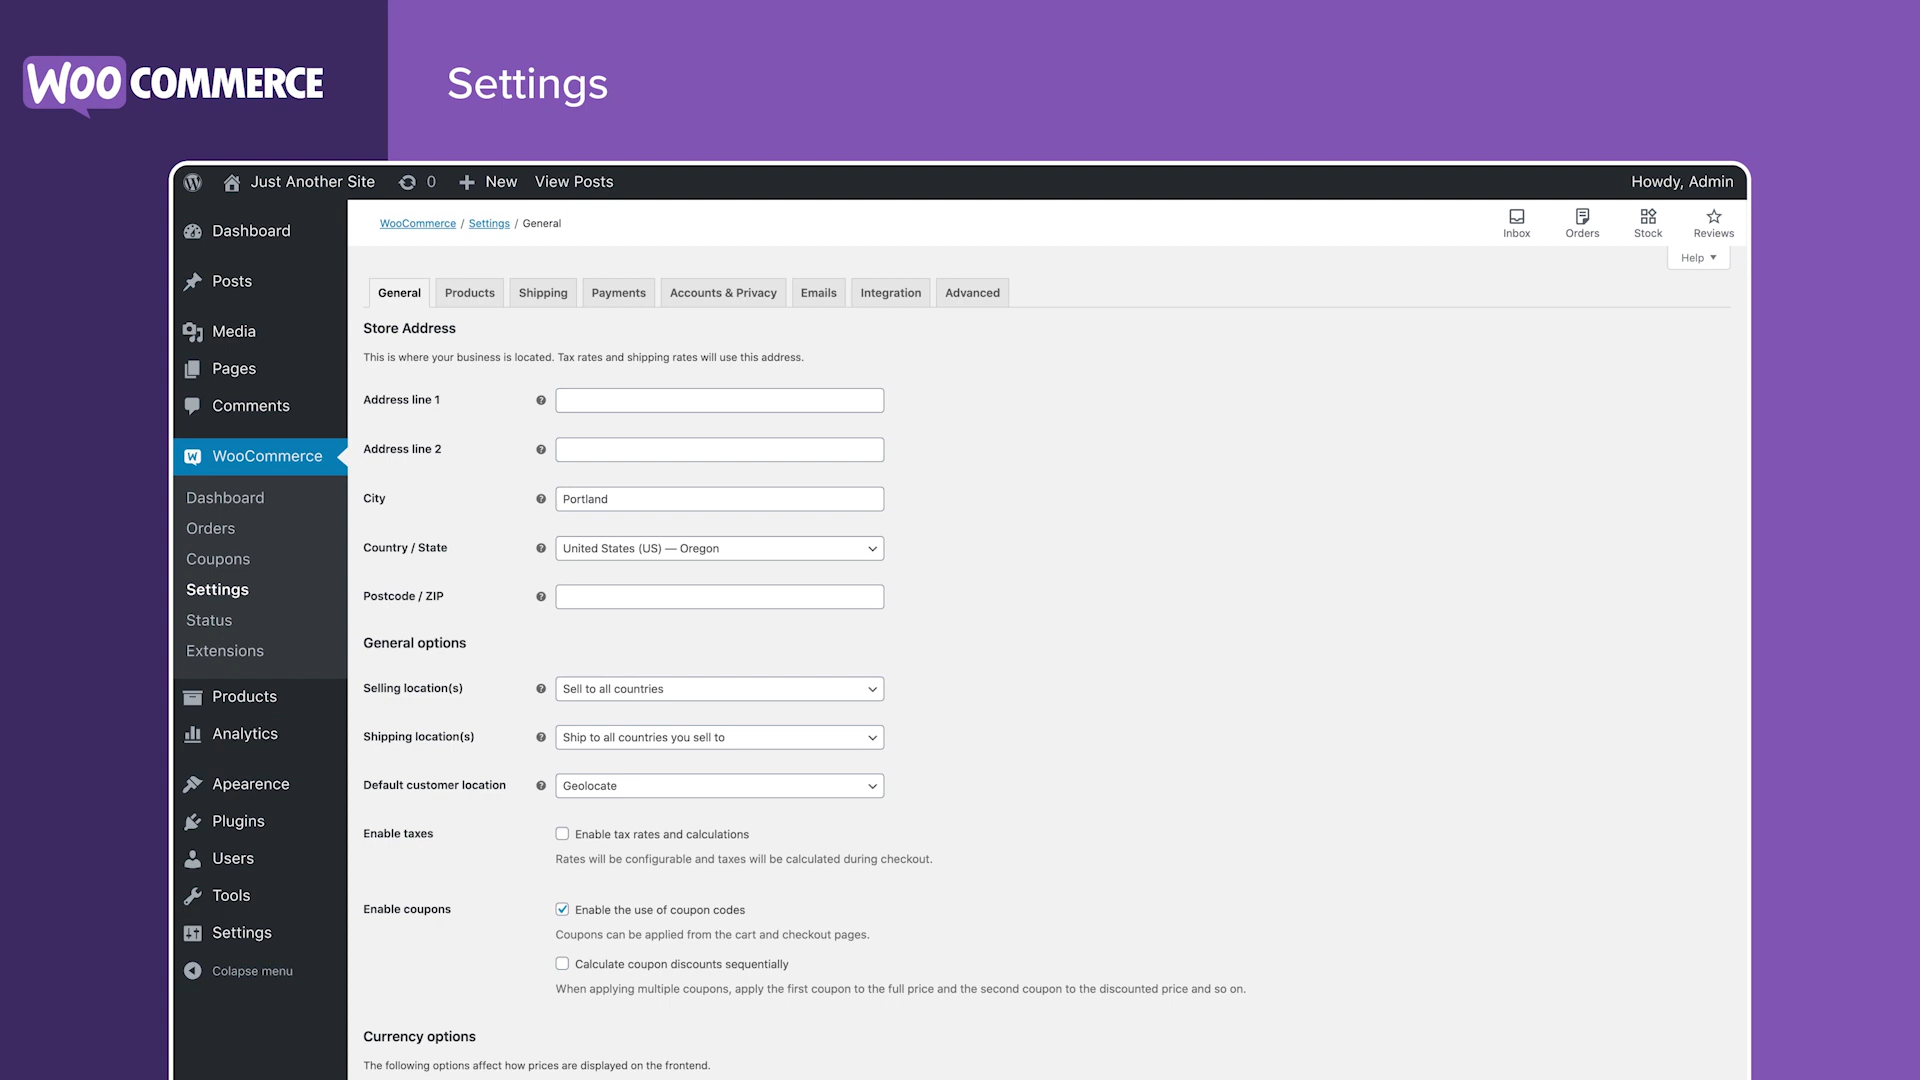 WOO COMMERCE
Settings
Just Another Site 0 New View Posts Howdy, Admin
Dashboard
Posts
Media
Pages
Comments
WooCommerce
Dashboard
Orders
Coupons
Settings
Status
Extensions
Products
Analytics
Apearence
Plugins
Users
Tools
Settings
Colapse menu
WooCommerce / Settings / General
Inbox Orders Stock Reviews
Help
General Products Shipping Payments Accounts & Privacy Emails Integration Advanced
Store Address
This is where your business is located. Tax rates and shipping rates will use this address.
Address line 1
Address line 2
City Portland
Country / State United States (US) — Oregon
Postcode / ZIP
General options
Selling location(s) Sell to all countries
Shipping location(s) Ship to all countries you sell to
Default customer location Geolocate
Enable taxes Enable tax rates and calculations
Rates will be configurable and taxes will be calculated during checkout.
Enable coupons Enable the use of coupon codes
Coupons can be applied from the cart and checkout pages.
Calculate coupon discounts sequentially
When applying multiple coupons, apply the first coupon to the full price and the second coupon to the discounted price and so on.
Currency options
The following options affect how prices are displayed on the frontend.